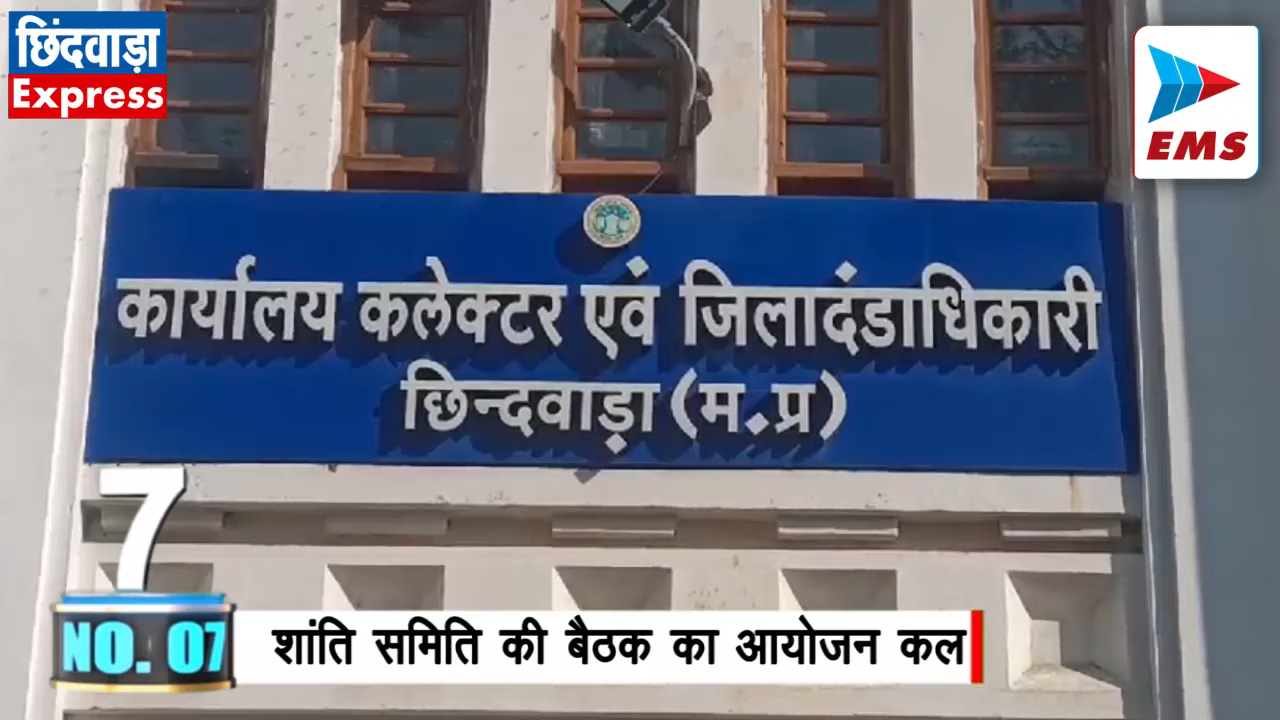 छिंदवाड़ा
Express
EMS
कार्यालय कलेक्टर एवं जिलादंडाधिकारी
छिन्दवाड़ा (म.प्र)
7
NO. 07
शांति समिति की बैठक का आयोजन कल